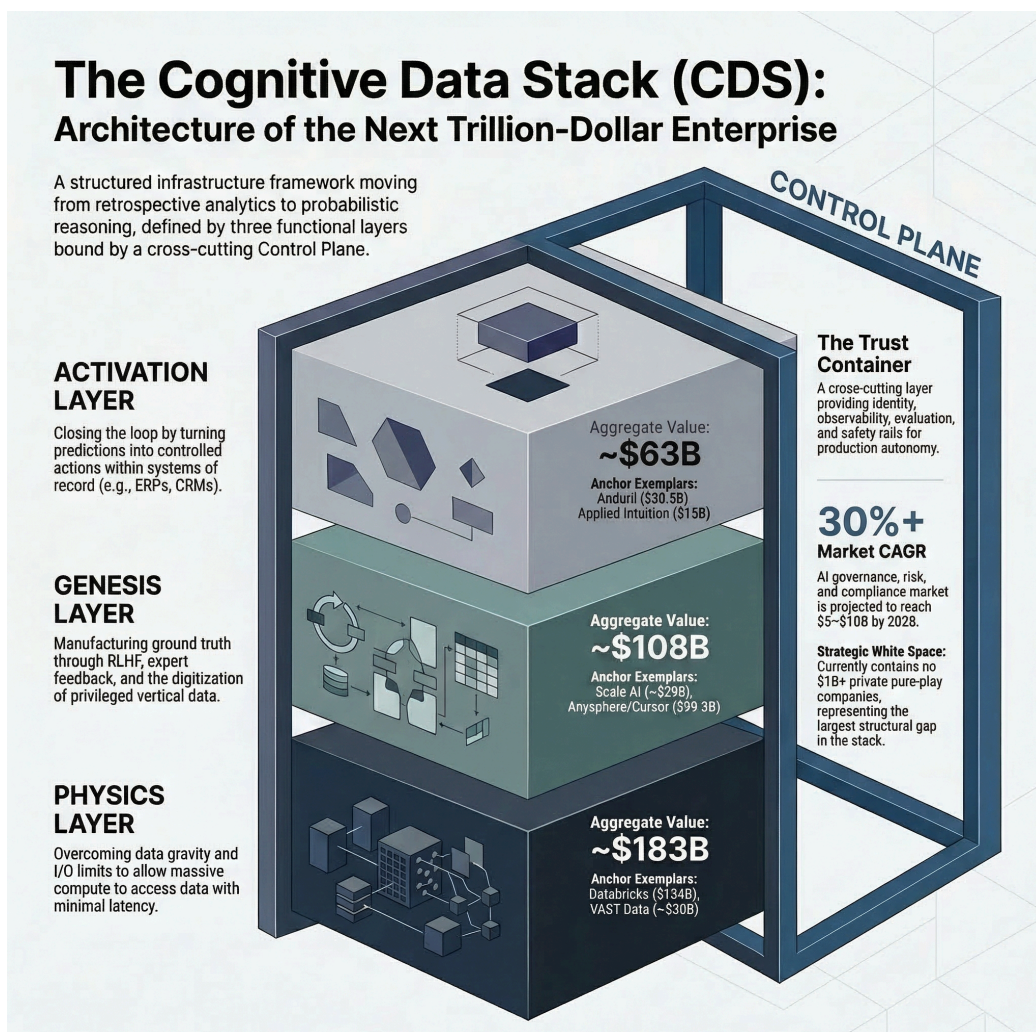 The Cognitive Data Stack (CDS):
Architecture of the Next Trillion-Dollar Enterprise
A structured infrastructure framework moving
from retrospective analytics to probabilistic
reasoning, defined by three functional layers
bound by a cross-cutting Control Plane.
CONTROL PLANE
ACTIVATION
LAYER
Closing the loop by turning
predictions into controlled
actions within systems of
record (e.g., ERPs, CRMs).
Aggregate Value:
~$63B
Anchor Exemplars:
Anduril ($30.5B)
Applied Intuition ($15B)
GENESIS
LAYER
Manufacturing ground truth
through RLHF, expert
feedback, and the digitization
of privileged vertical data.
Aggregate Value:
~$108B
Anchor Exemplars:
Scale AI (~$29B),
Anysphere/Cursor ($99 3B)
PHYSICS
LAYER
Overcoming data gravity and
I/O limits to allow massive
compute to access data with
minimal latency.
Aggregate Value:
~$183B
Anchor Exemplars:
Databricks ($134B),
VAST Data (~$30B)
The Trust
Container
A crose-cutting layer
providing identity,
observability, evaluation,
and safety rails for
production autonomy.
30%+
Market CAGR
AI governance, risk,
and compliance market
is projected to reach
$5~$108 by 2028.
Strategic White Space:
Currently contains no
$1B+ private pure-play
companies,
representing the
largest structural gap
in the stack.